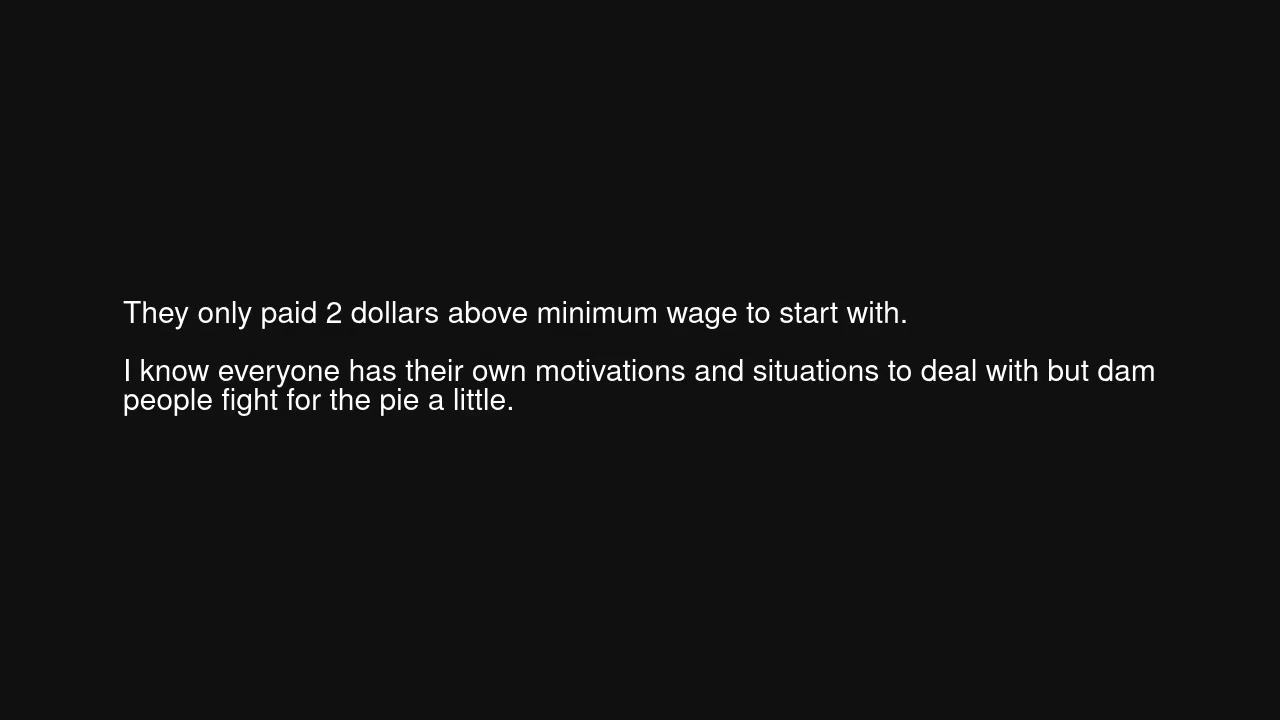 They only paid 2 dollars above minimum wage to start with.
I know everyone has their own motivations and situations to deal with but dam
people fight for the pie a little.